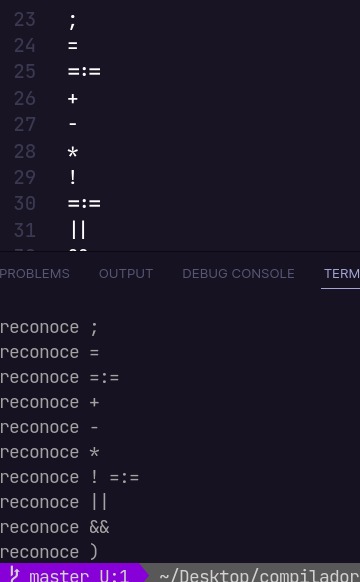 23 ;
24 =
25 =:=
26 +
27 -
28 *
29 !
30 =:=
31 ||
PROBLEMS OUTPUT DEBUG CONSOLE TERM
reconoce ;
reconoce =
reconoce =:=
reconoce +
reconoce -
reconoce *
reconoce ! =:=
reconoce ||
reconoce &&
reconoce )
master U:1 ~/Desktop/compilador